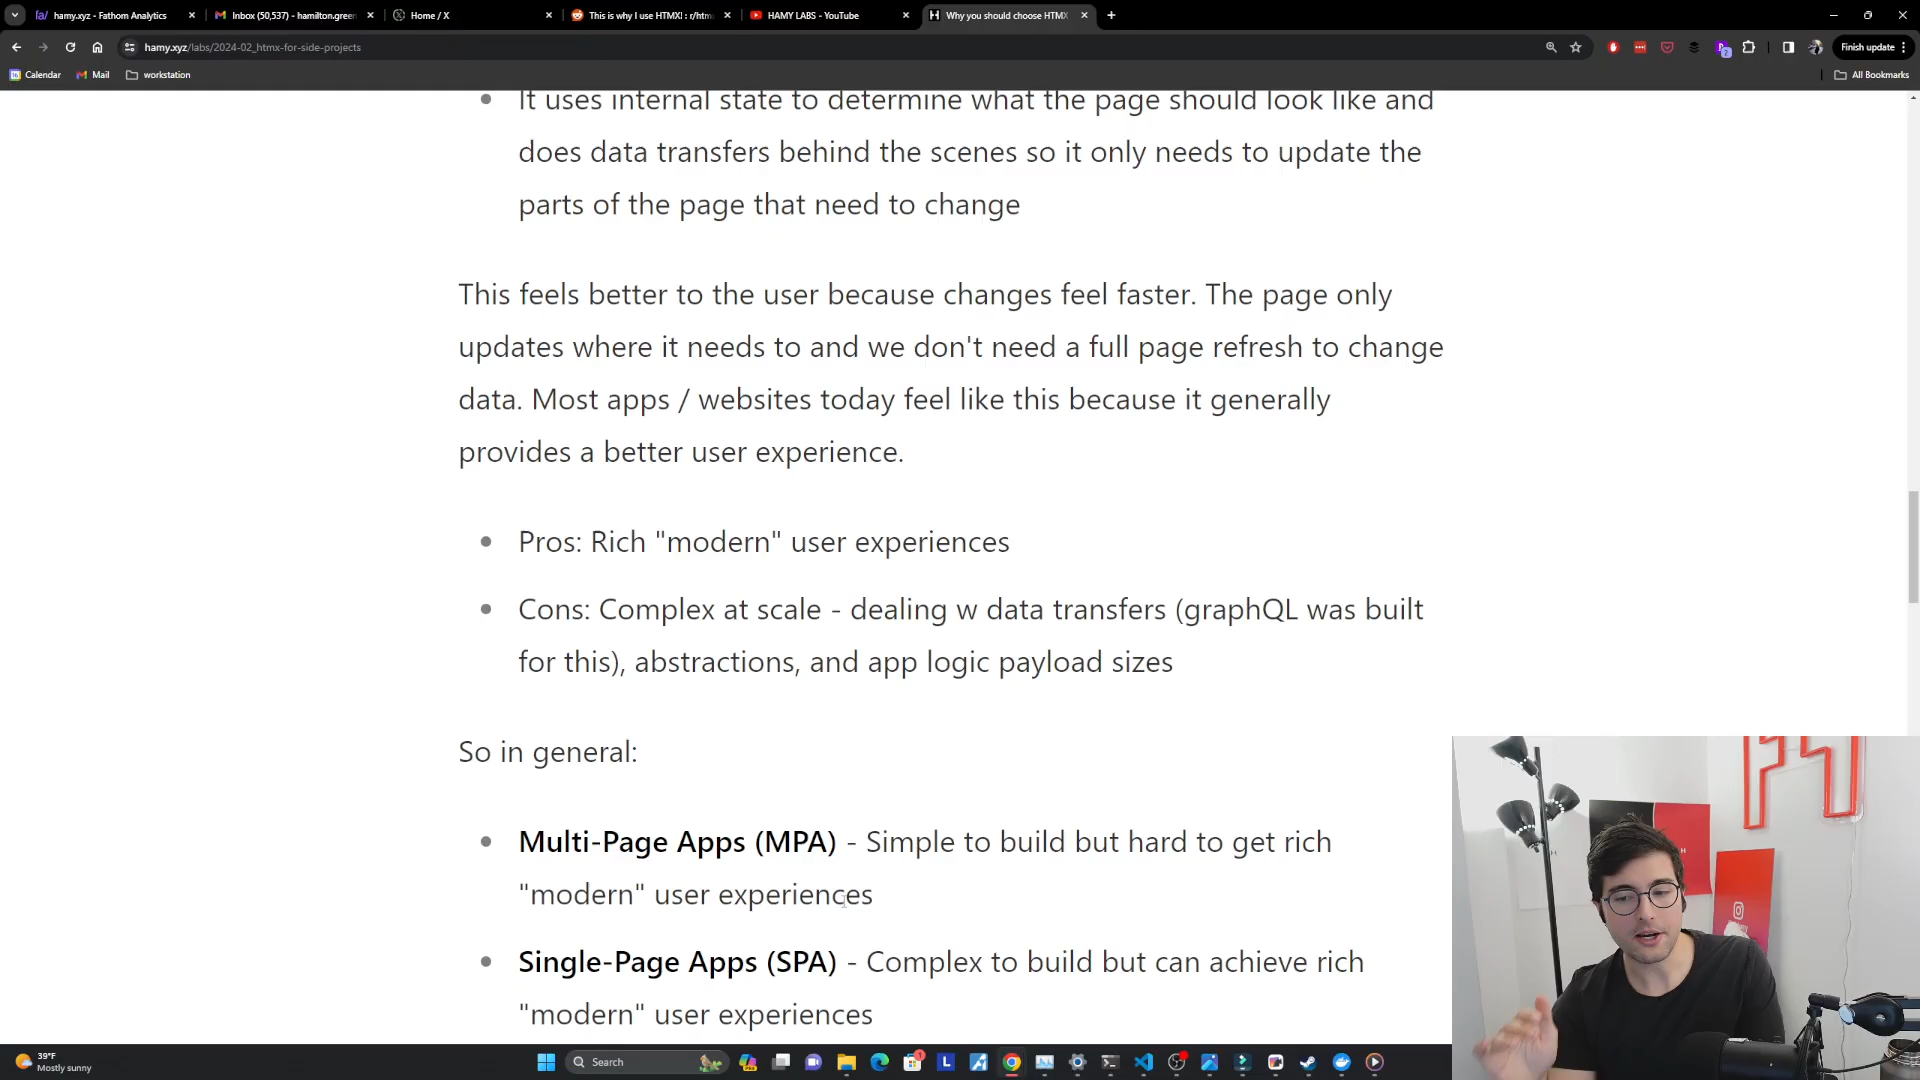 hamy.xyz - Fathom Analytics
Inbox (50,537) - hamilton.green
Home / X
This is why I use HTMX! : r/htm
HAMY LABS - YouTube
Why you should choose HTMX
hamy.xyz/labs/2024-02_htmx-for-side-projects
Finish update
Calendar
Mail
workstation
All Bookmarks
It uses internal state to determine what the page should look like and
does data transfers behind the scenes so it only needs to update the
parts of the page that need to change
This feels better to the user because changes feel faster. The page only
updates where it needs to and we don't need a full page refresh to change
data. Most apps / websites today feel like this because it generally
provides a better user experience.
Pros: Rich "modern" user experiences
Cons: Complex at scale - dealing w data transfers (graphQL was built
for this), abstractions, and app logic payload sizes
So in general:
Multi-Page Apps (MPA) - Simple to build but hard to get rich
"modern" user experiences
Single-Page Apps (SPA) - Complex to build but can achieve rich
"modern" user experiences
39°F
Mostly sunny
Search